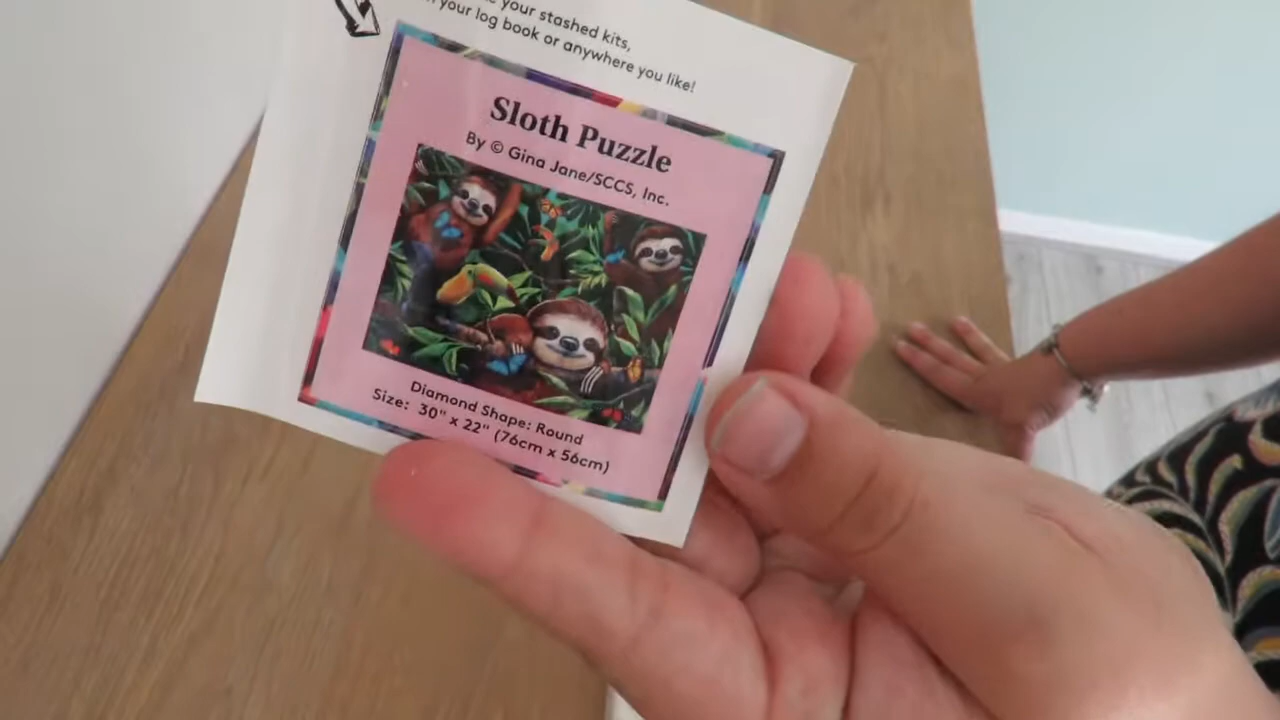 your stashed kits,
your log book or anywhere you like!
Sloth Puzzle
By © Gina Jane/SCCS, Inc.
Diamond Shape: Round
Size: 30" x 22" (76cm x 56cm)